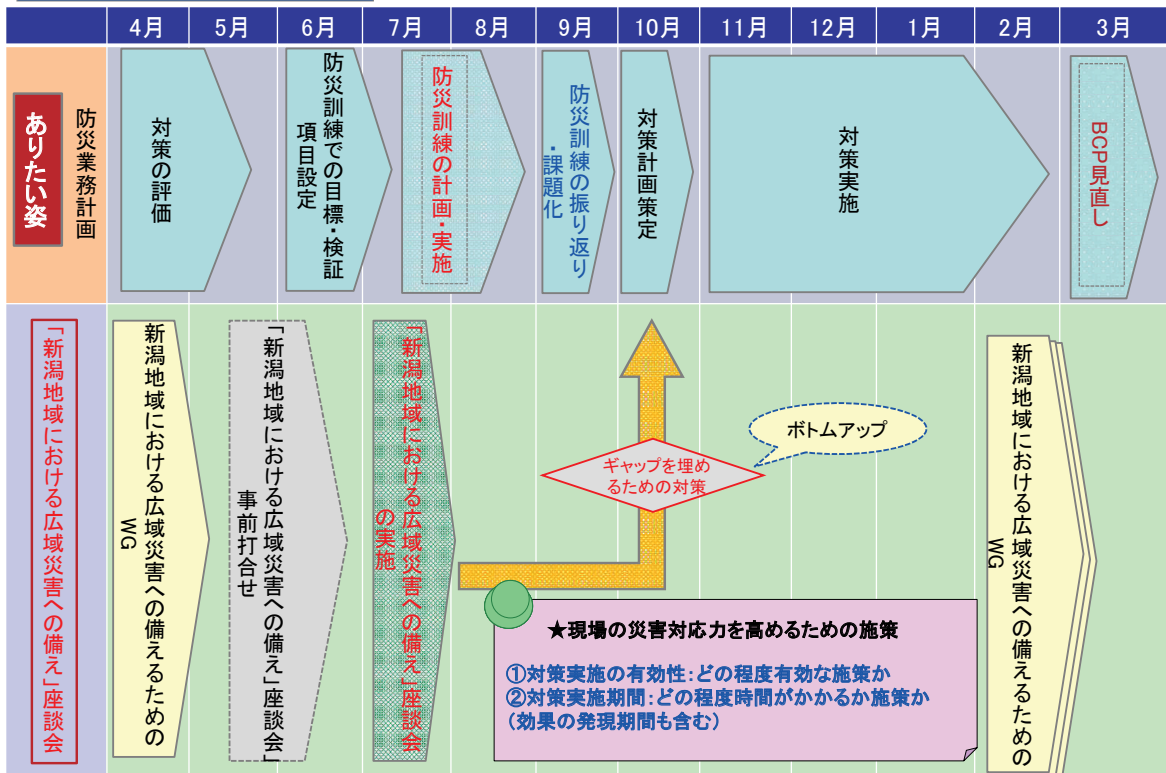 4月
5月
6月
7月
8月
9月
10月
11月
12月
1月
2月
3月
ありたい姿
防災業務計画
対策の評価
防災訓練での目標・検証
項目設定
防災訓練の計画・実施
防災訓練の振り返り
・課題化
対策計画策定
対策実施
BCP見直し
「新潟地域における広域災害への備え」座談会
新潟地域における広域災害への備えるための
WG
「新潟地域における広域災害への備え」座談会」
事前打合せ
「新潟地域における広域災害への備え」座談会
の実施
ギャップを埋め
るための対策
ボトムアップ
★現場の災害対応力を高めるための施策
①対策実施の有効性:どの程度有効な施策か
②対策実施期間:どの程度時間がかかるか施策か
(効果の発現期間も含む)
新潟地域における広域災害への備えるための
WG